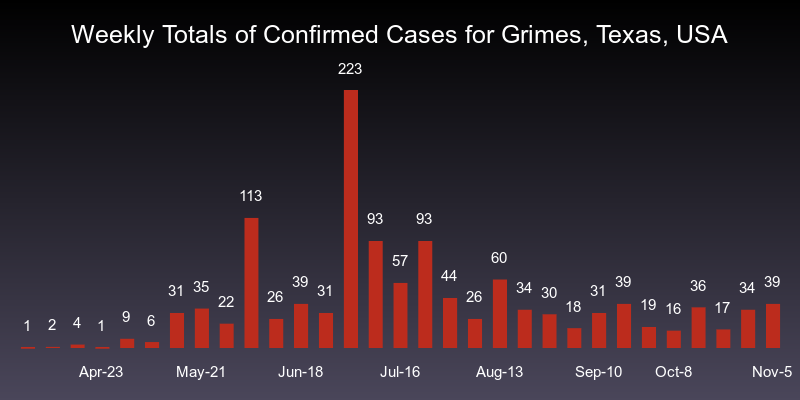 Weekly Totals of Confirmed Cases for Grimes, Texas, USA
1 2 4 1 9 6 31 35 22 113 26 39 31 223 93 57 93 44 26 60 34 30 18 31 39 19 16 36 17 34 39
Apr-23 May-21 Jun-18 Jul-16 Aug-13 Sep-10 Oct-8 Nov-5